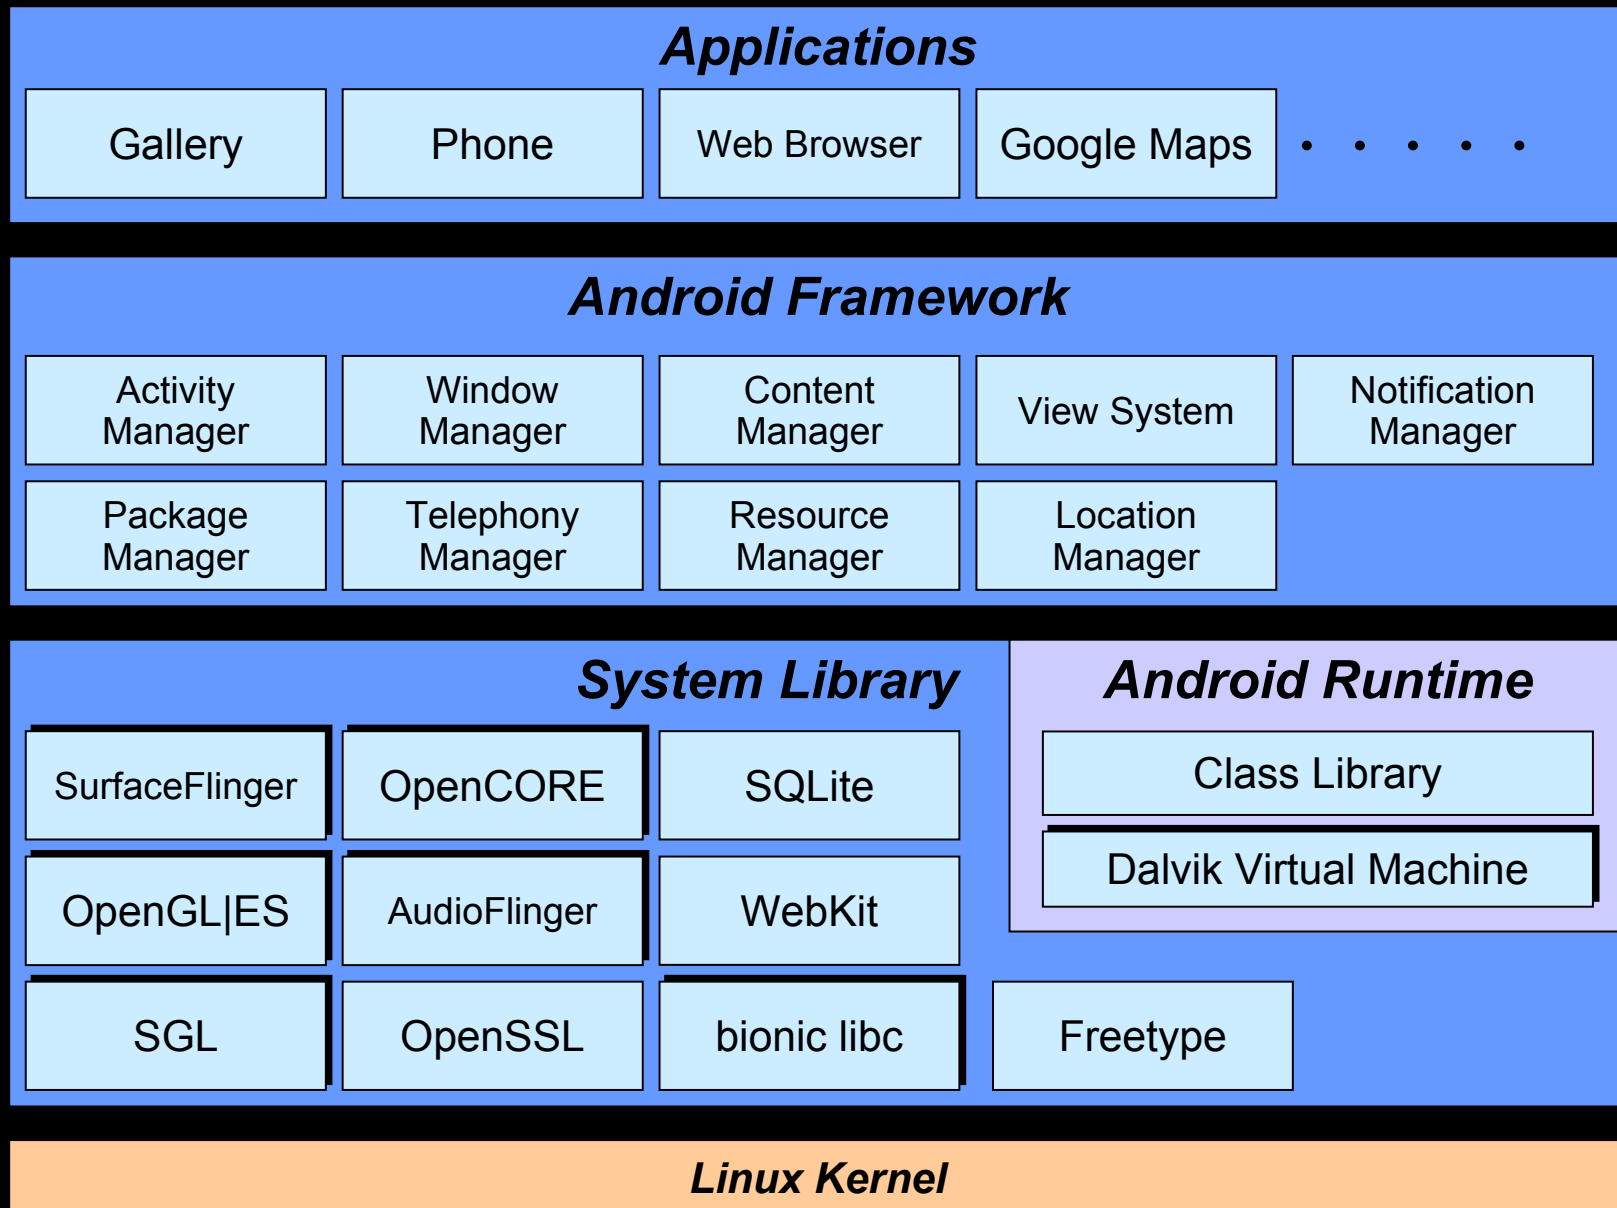 Applications
Gallery
Phone
Web Browser
Google Maps
. . . . .
Android Framework
Activity
Manager
Window
Manager
Content
Manager
View System
Notification
Manager
Package
Manager
Telephony
Manager
Resource
Manager
Location
Manager
System Library
SurfaceFlinger
OpenCORE
SQLite
OpenGL|ES
AudioFlinger
WebKit
SGL
OpenSSL
bionic libc
Freetype
Android Runtime
Class Library
Dalvik Virtual Machine
Linux Kernel